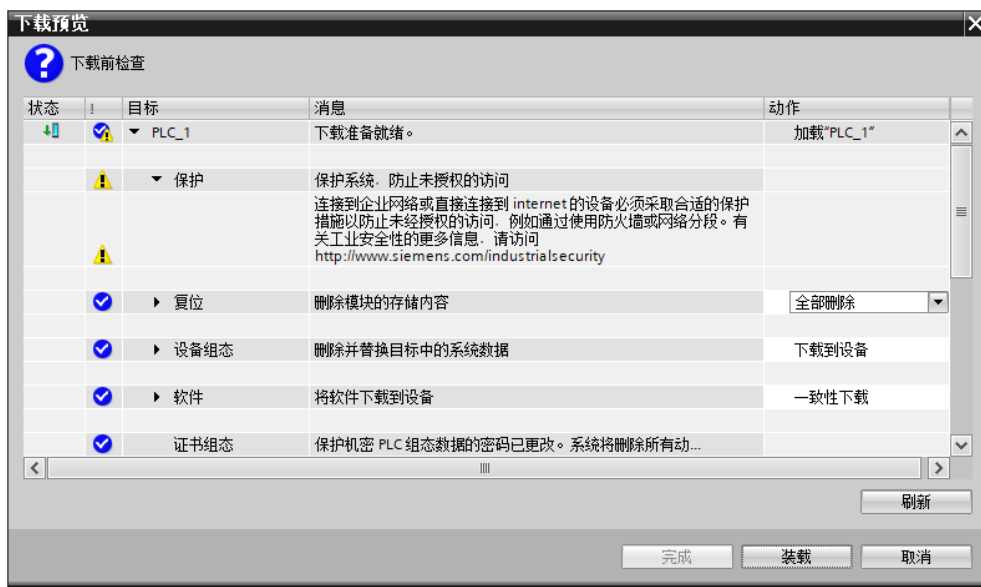 下载预览
下载前检查
状态 ! 目标 消息 动作
PLC_1 下载准备就绪。 加载“PLC_1”
保护 保护系统，防止未授权的访问
连接到企业网络或直接连接到 internet 的设备必须采取合适的保护
措施以防止未经授权的访问，例如通过使用防火墙或网络分段。有
关工业安全性的更多信息，请访问
http://www.siemens.com/industrialsecurity
复位 删除模块的存储内容 全部删除
设备组态 删除并替换目标中的系统数据 下载到设备
软件 将软件下载到设备 一致性下载
证书组态 保护机密 PLC 组态数据的密码已更改。系统将删除所有动...
刷新
完成 装载 取消